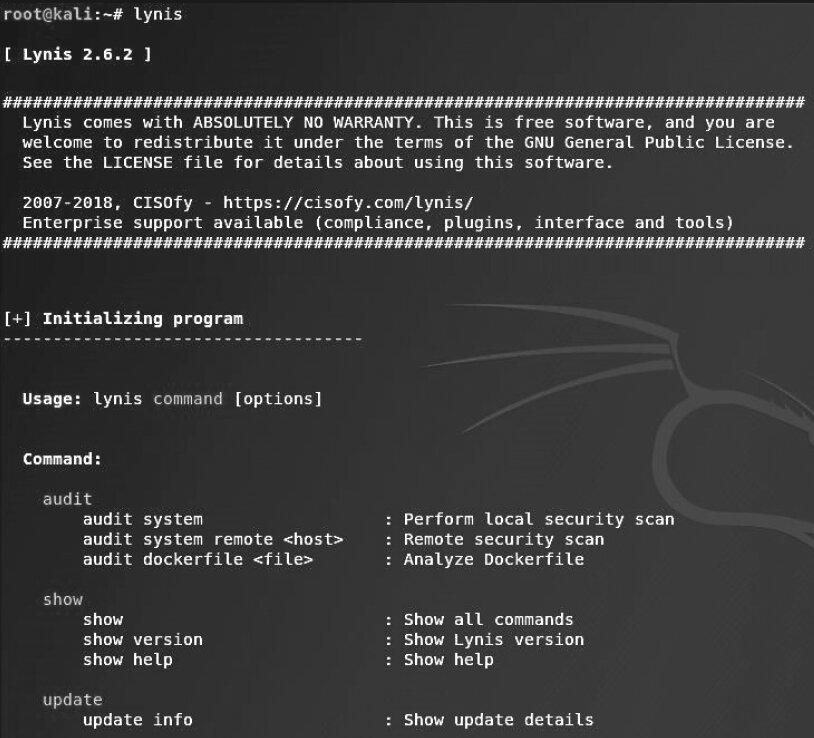 root@kali:~# lynis
[ Lynis 2.6.2 ]
################################################################################
Lynis comes with ABSOLUTELY NO WARRANTY. This is free software, and you are
welcome to redistribute it under the terms of the GNU General Public License.
See the LICENSE file for details about using this software.
2007-2018, CISOfy - https://cisofy.com/lynis/
Enterprise support available (compliance, plugins, interface and tools)
################################################################################
[+] Initializing program
------------------------------------
Usage: lynis command [options]
Command:
audit
audit system : Perform local security scan
audit system remote <host> : Remote security scan
audit dockerfile <file> : Analyze Dockerfile
show
show : Show all commands
show version : Show Lynis version
show help : Show help
update
update info : Show update details